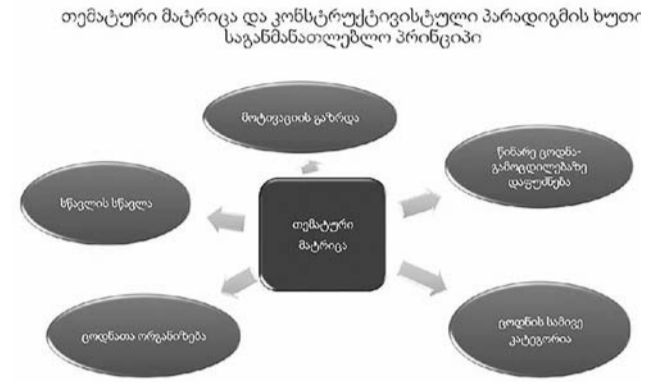 თემატური მატრიცა და კონსტრუქტივისტული პარადიგმის ხუთი
საგანმანათლებლო პრინციპი
მოტივაციის გაზრდა
წინარე ცოდნა-
გამოცდილებაზე
დაფუძნება
სწავლის სწავლა
თემატური
მატრიცა
ცოდნათა ორგანიზება
ცოდნის სამივე
კატეგორია